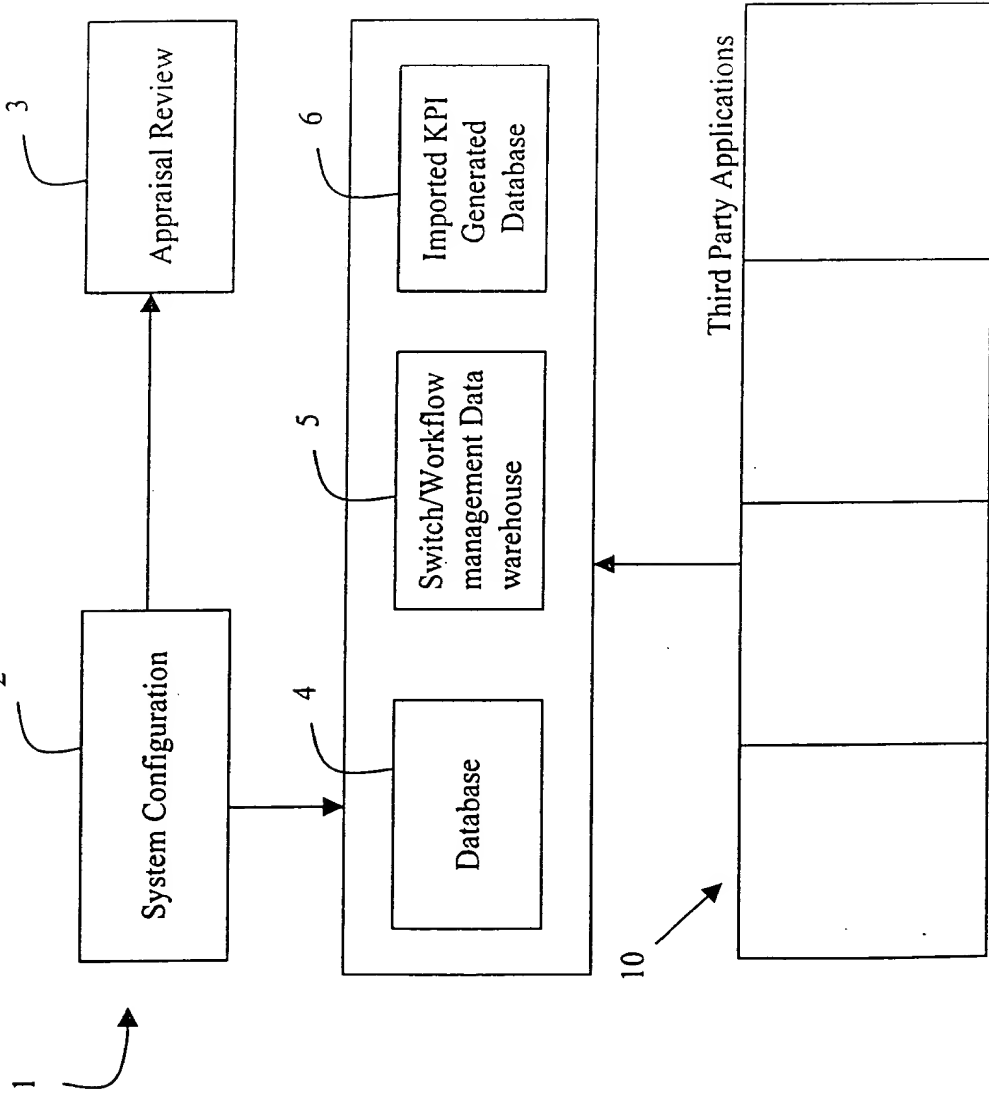 1
2
3
System Configuration
Appraisal Review
4
5
6
Database
Switch/Workflow
management Data
warehouse
Imported KPI
Generated
Database
10
Third Party Applications